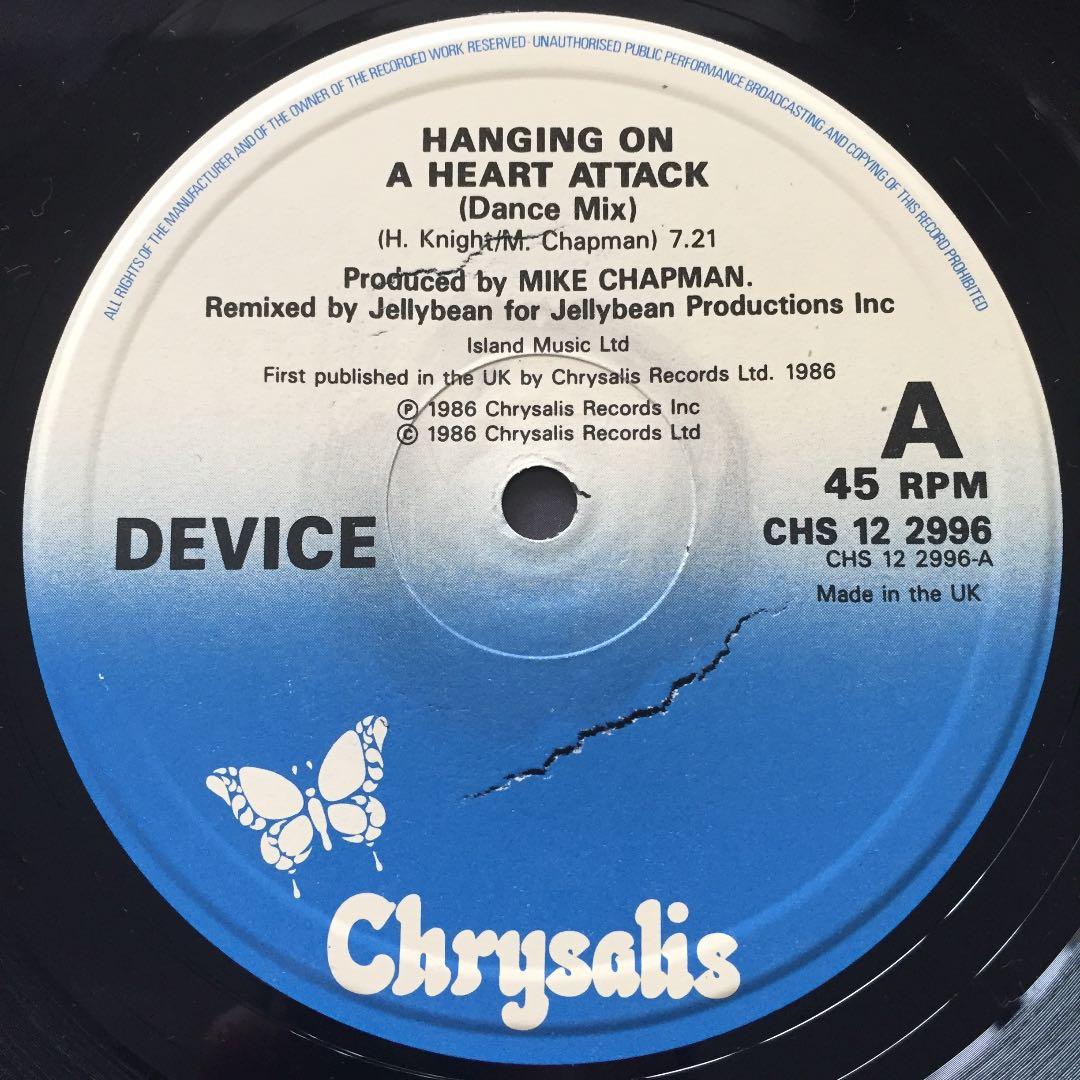 ALL RIGHTS OF THE MANUFACTURER AND OF THE OWNER OF THE RECORDED WORK RESERVED · UNAUTHORISED PUBLIC PERFORMANCE BROADCASTING AND COPYING OF THIS RECORD PROHIBITED
HANGING ON
A HEART ATTACK
(Dance Mix)
(H. Knight/M. Chapman) 7.21
Produced by MIKE CHAPMAN.
Remixed by Jellybean for Jellybean Productions Inc
Island Music Ltd
First published in the UK by Chrysalis Records Ltd. 1986
℗ 1986 Chrysalis Records Inc
© 1986 Chrysalis Records Ltd
A
45 RPM
DEVICE
CHS 12 2996
CHS 12 2996-A
Made in the UK
Chrysalis